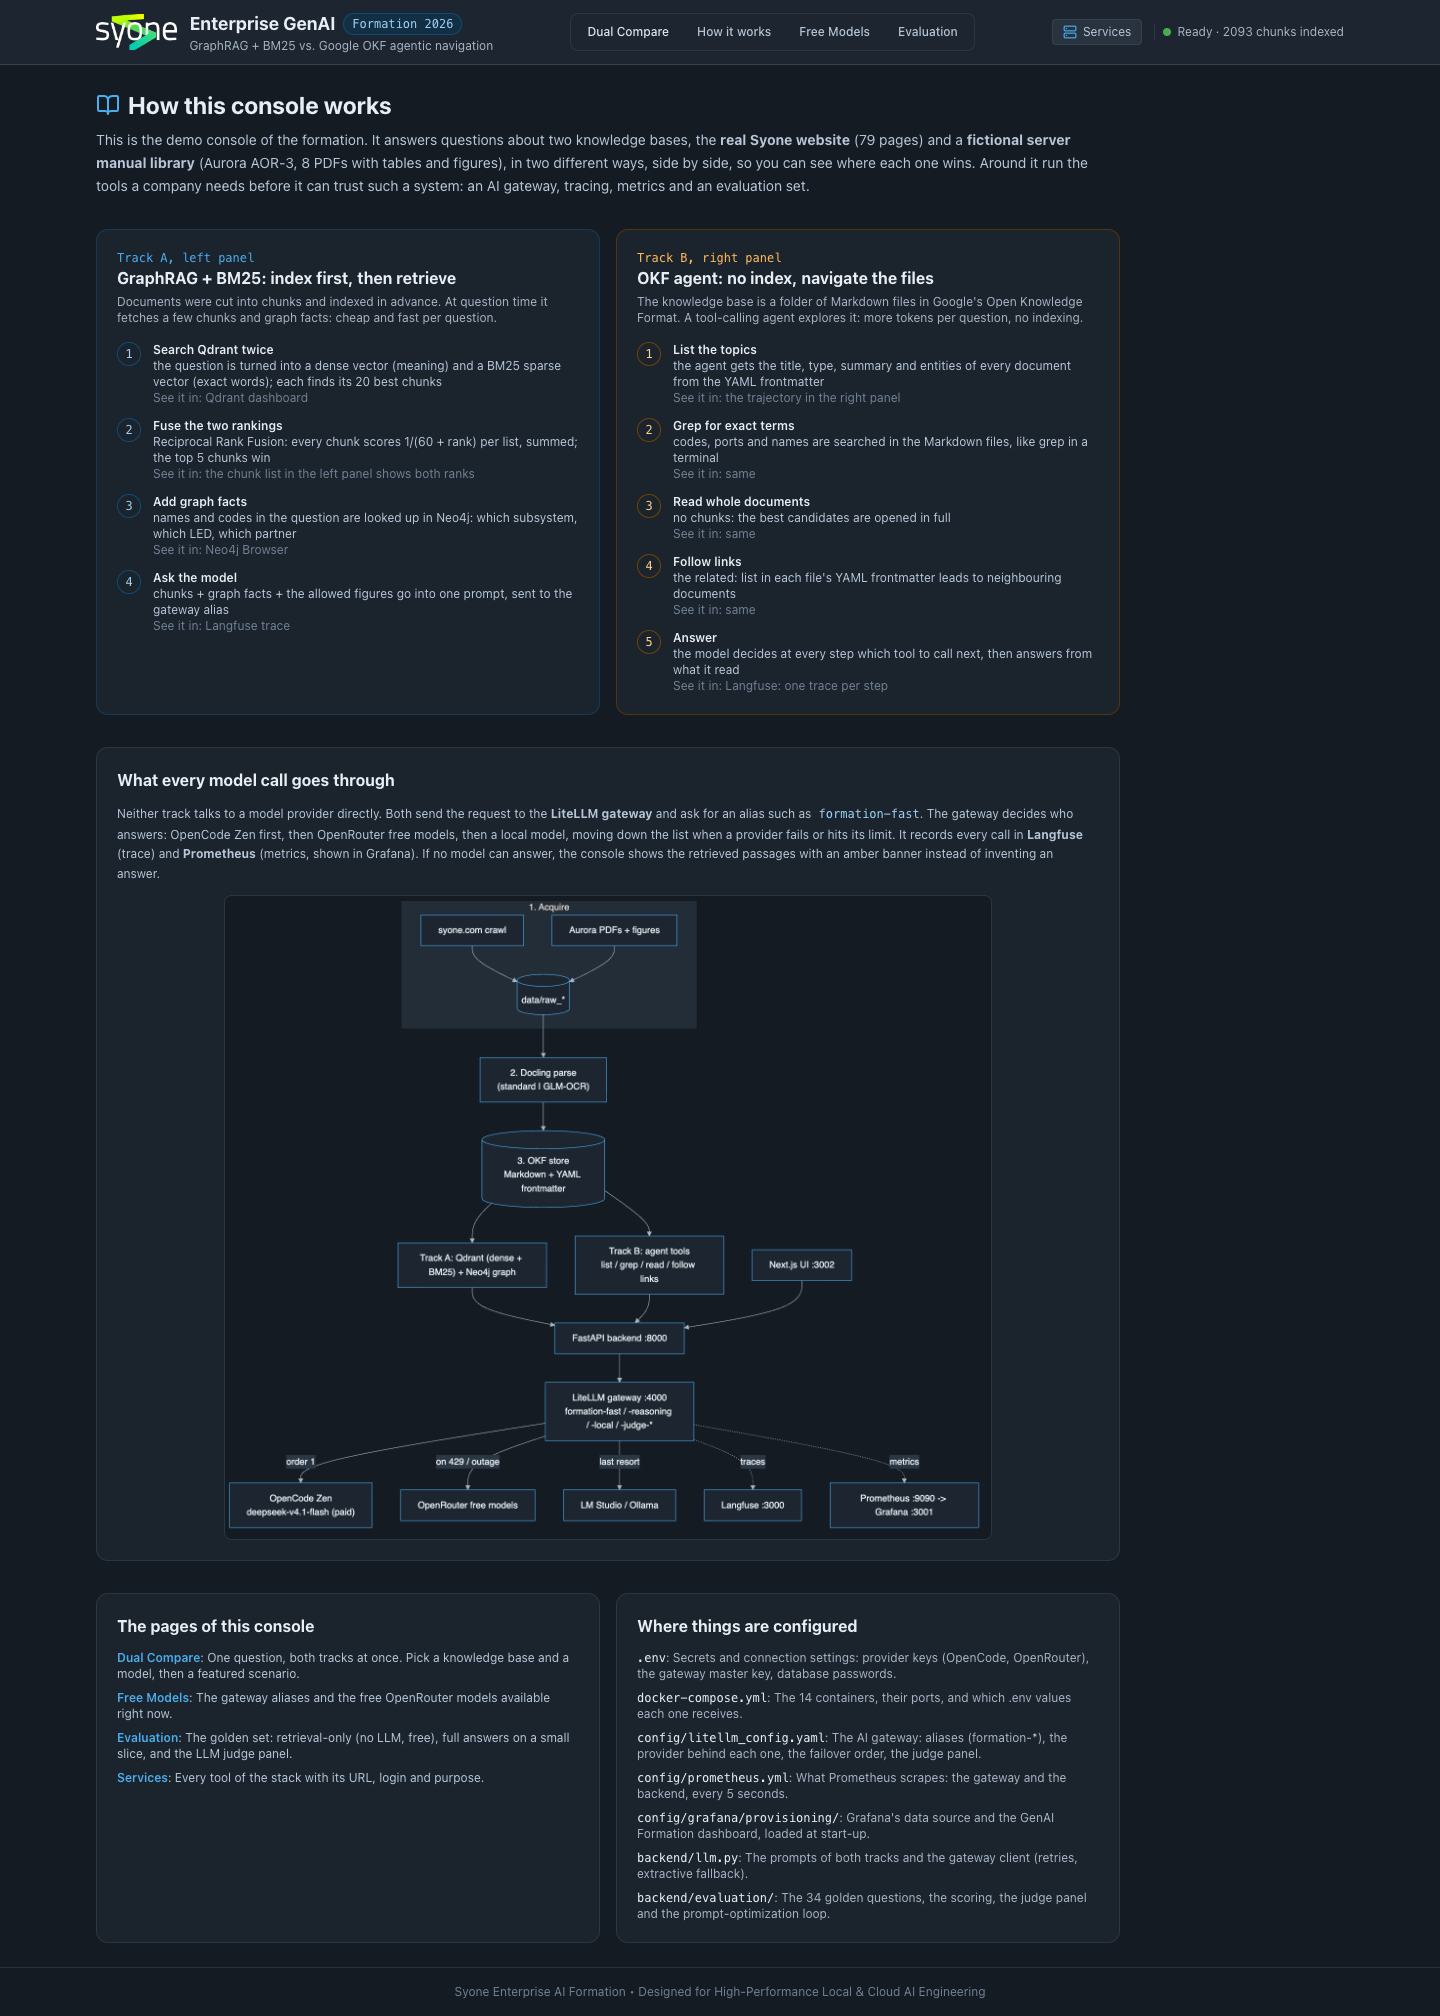 syone
Enterprise GenAI
Formation 2026
GraphRAG + BM25 vs. Google OKF agentic navigation
Dual Compare
How it works
Free Models
Evaluation
Services
Ready · 2093 chunks indexed
How this console works
This is the demo console of the formation. It answers questions about two knowledge bases, the real Syone website (79 pages) and a fictional server
manual library (Aurora AOR-3, 8 PDFs with tables and figures), in two different ways, side by side, so you can see where each one wins. Around it run the
tools a company needs before it can trust such a system: an AI gateway, tracing, metrics and an evaluation set.
Track A, left panel
GraphRAG + BM25: index first, then retrieve
Documents were cut into chunks and indexed in advance. At question time it
fetches a few chunks and graph facts: cheap and fast per question.
1
Search Qdrant twice
the question is turned into a dense vector (meaning) and a BM25 sparse
vector (exact words); each finds its 20 best chunks
See it in: Qdrant dashboard
2
Fuse the two rankings
Reciprocal Rank Fusion: every chunk scores 1/(60 + rank) per list, summed;
the top 5 chunks win
See it in: the chunk list in the left panel shows both ranks
3
Add graph facts
names and codes in the question are looked up in Neo4j: which subsystem,
which LED, which partner
See it in: Neo4j Browser
4
Ask the model
chunks + graph facts + the allowed figures go into one prompt, sent to the
gateway alias
See it in: Langfuse trace
Track B, right panel
OKF agent: no index, navigate the files
The knowledge base is a folder of Markdown files in Google's Open Knowledge
Format. A tool-calling agent explores it: more tokens per question, no indexing.
1
List the topics
the agent gets the title, type, summary and entities of every document
from the YAML frontmatter
See it in: the trajectory in the right panel
2
Grep for exact terms
codes, ports and names are searched in the Markdown files, like grep in a
terminal
See it in: same
3
Read whole documents
no chunks: the best candidates are opened in full
See it in: same
4
Follow links
the related: list in each file's YAML frontmatter leads to neighbouring
documents
See it in: same
5
Answer
the model decides at every step which tool to call next, then answers from
what it read
See it in: Langfuse: one trace per step
What every model call goes through
Neither track talks to a model provider directly. Both send the request to the LiteLLM gateway and ask for an alias such as formation-fast. The gateway decides who
answers: OpenCode Zen first, then OpenRouter free models, then a local model, moving down the list when a provider fails or hits its limit. It records every call in Langfuse
(trace) and Prometheus (metrics, shown in Grafana). If no model can answer, the console shows the retrieved passages with an amber banner instead of inventing an
answer.
1. Acquire
syone.com crawl
Aurora PDFs + figures
data/raw_*
2. Docling parse
(standard | GLM-OCR)
3. OKF store
Markdown + YAML
frontmatter
Track A: Qdrant (dense +
BM25) + Neo4j graph
Track B: agent tools
list / grep / read / follow
links
Next.js UI :3002
FastAPI backend :8000
LiteLLM gateway :4000
formation-fast / -reasoning
/ -local / -judge-*
order 1
on 429 / outage
last resort
traces
metrics
OpenCode Zen
deepseek-v4.1-flash (paid)
OpenRouter free models
LM Studio / Ollama
Langfuse :3000
Prometheus :9090 ->
Grafana :3001
The pages of this console
Dual Compare: One question, both tracks at once. Pick a knowledge base and a
model, then a featured scenario.
Free Models: The gateway aliases and the free OpenRouter models available
right now.
Evaluation: The golden set: retrieval-only (no LLM, free), full answers on a small
slice, and the LLM judge panel.
Services: Every tool of the stack with its URL, login and purpose.
Where things are configured
.env: Secrets and connection settings: provider keys (OpenCode, OpenRouter),
the gateway master key, database passwords.
docker-compose.yml: The 14 containers, their ports, and which .env values
each one receives.
config/litellm_config.yaml: The AI gateway: aliases (formation-*), the
provider behind each one, the failover order, the judge panel.
config/prometheus.yml: What Prometheus scrapes: the gateway and the
backend, every 5 seconds.
config/grafana/provisioning/: Grafana's data source and the GenAI
Formation dashboard, loaded at start-up.
backend/llm.py: The prompts of both tracks and the gateway client (retries,
extractive fallback).
backend/evaluation/: The 34 golden questions, the scoring, the judge panel
and the prompt-optimization loop.
Syone Enterprise AI Formation • Designed for High-Performance Local & Cloud AI Engineering